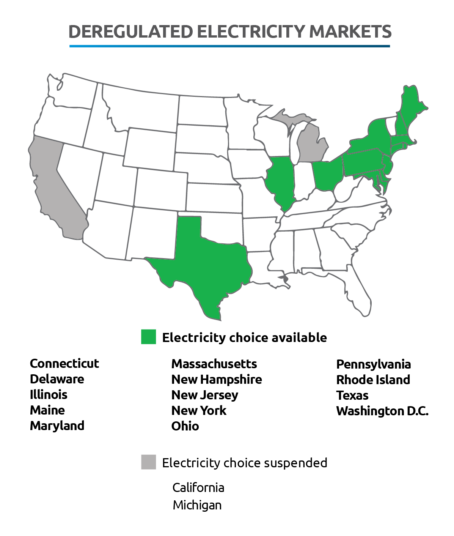 DEREGULATED ELECTRICITY MARKETS
Electricity choice available
Connecticut
Delaware
Illinois
Maine
Maryland
Massachusetts
New Hampshire
New Jersey
New York
Ohio
Pennsylvania
Rhode Island
Texas
Washington D.C.
Electricity choice suspended
California
Michigan